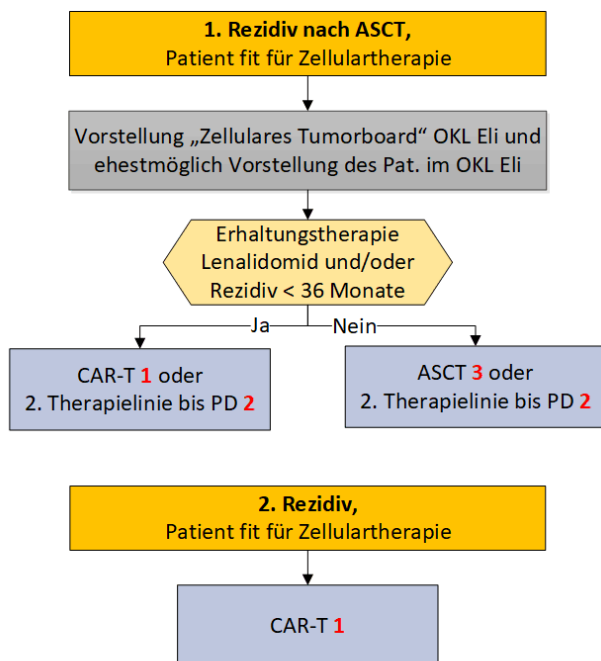 1. Rezidiv nach ASCT,
Patient fit für Zellulartherapie
Vorstellung „Zellulares Tumorboard“ OKL Eli und
ehestmöglich Vorstellung des Pat. im OKL Eli
Erhaltungstherapie
Lenalidomid und/oder
Rezidiv < 36 Monate
Ja
Nein
CAR-T 1 oder
2. Therapielinie bis PD 2
ASCT 3 oder
2. Therapielinie bis PD 2
2. Rezidiv,
Patient fit für Zellulartherapie
CAR-T 1